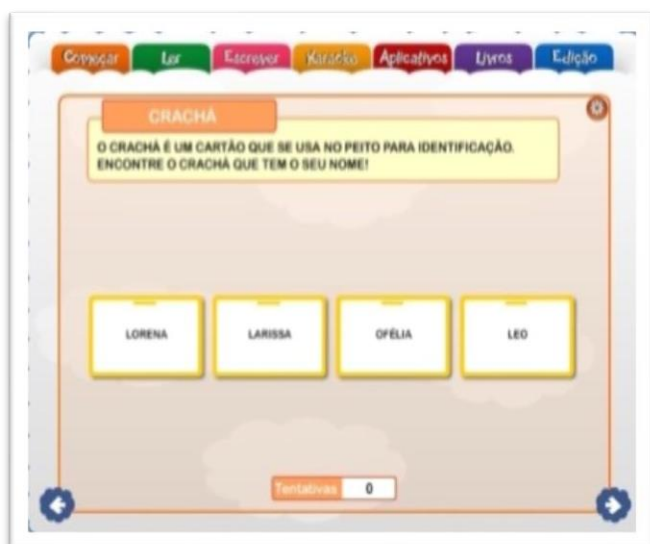 Começar Ler Escrever Karaokê Aplicativos Livros Edição
CRACHÁ
O CRACHÁ É UM CARTÃO QUE SE USA NO PEITO PARA IDENTIFICAÇÃO.
ENCONTRE O CRACHÁ QUE TEM O SEU NOME!
LORENA LARISSA OFÉLIA LEO
Tentativas 0